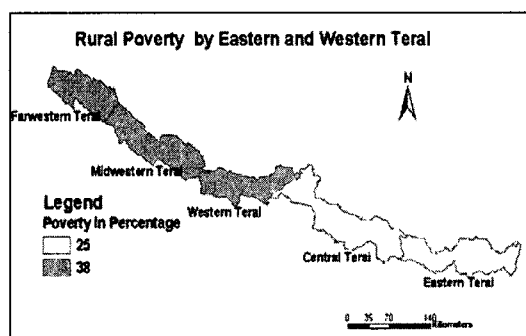 Rural Poverty by Eastern and Western Terai
N
Farwestern Terai
Midwestern Terai
Western Terai
Legend
Poverty in Percentage
25
38
Central Terai
Eastern Terai
0 35 70 140
Kilometers